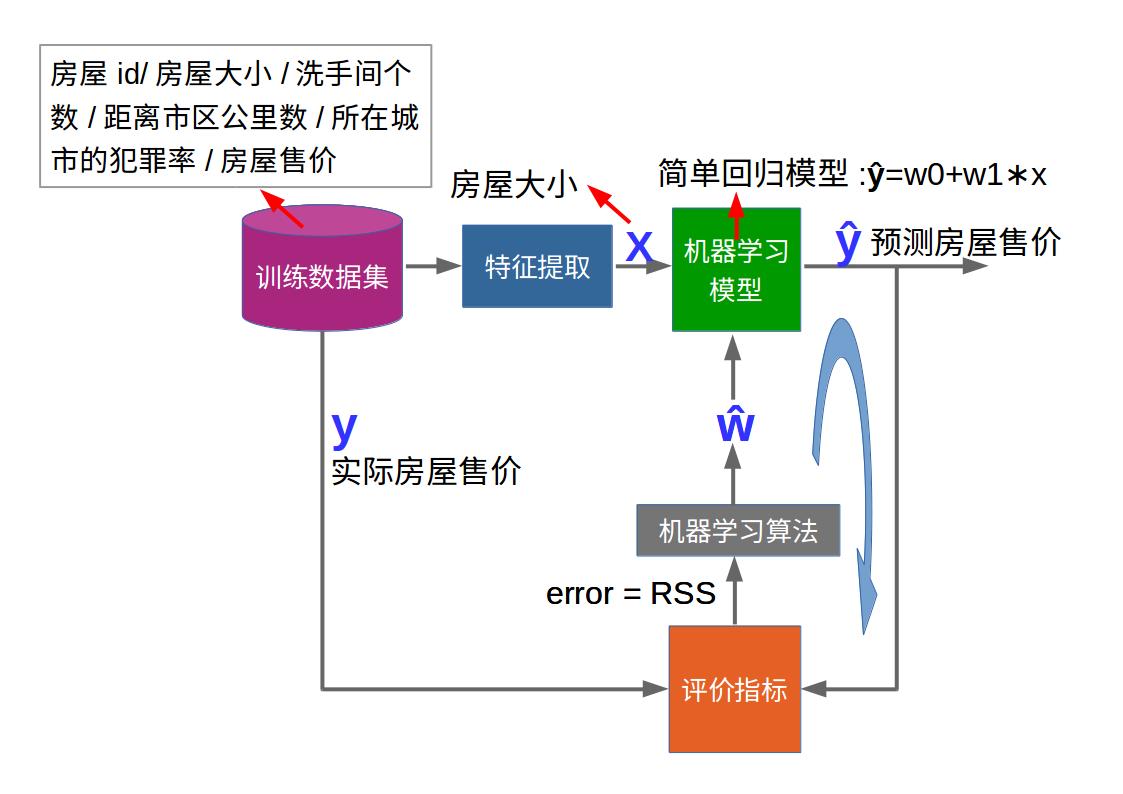 房屋 id/ 房屋大小 / 洗手间个
数 / 距离市区公里数 / 所在城
市的犯罪率 / 房屋售价
房屋大小
简单回归模型 :ŷ=w0+w1∗x
训练数据集
特征提取
X
机器学习
模型
ŷ 预测房屋售价
y
实际房屋售价
ŵ
机器学习算法
error = RSS
评价指标